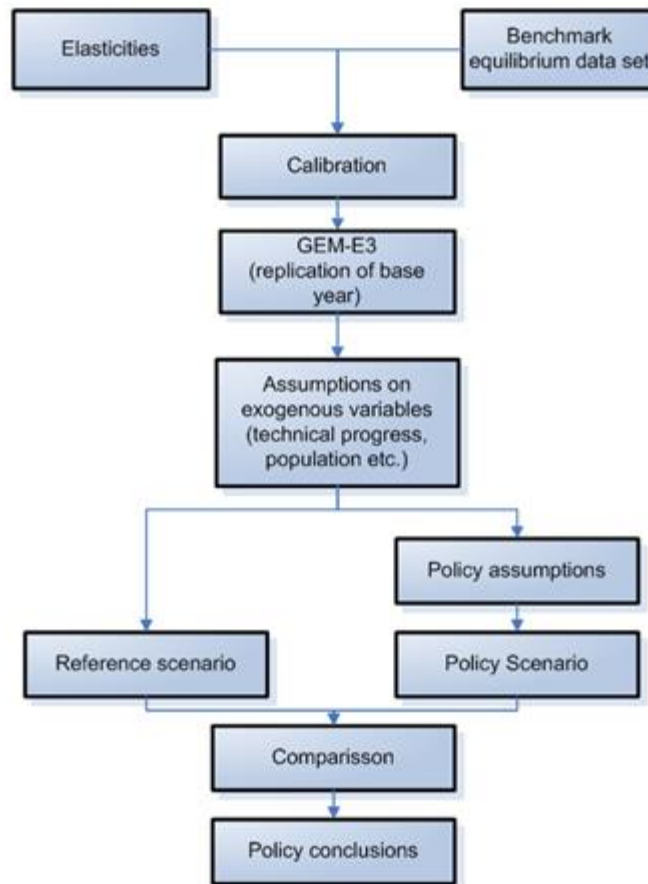 Elasticities
Benchmark
equilibrium data set
Calibration
GEM-E3
(replication of base
year)
Assumptions on
exogenous variables
(technical progress,
population etc.)
Policy assumptions
Reference scenario
Policy Scenario
Comparisson
Policy conclusions